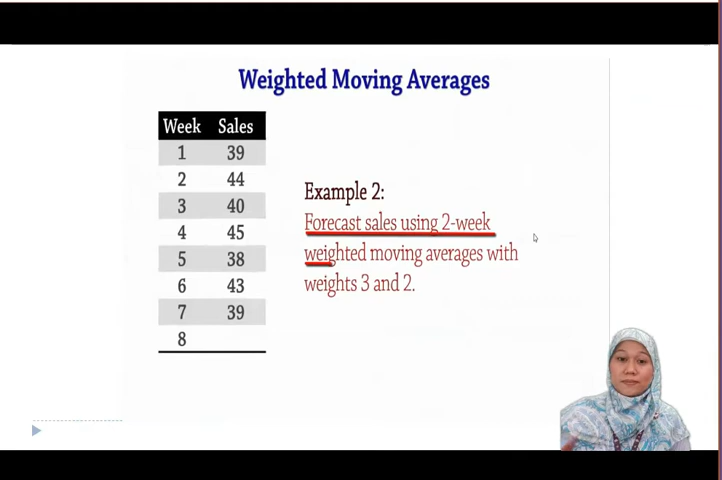 Weighted Moving Averages
Week Sales
1 39
2 44
3 40
4 45
5 38
6 43
7 39
8
Example 2:
Forecast sales using 2-week
weighted moving averages with
weights 3 and 2.